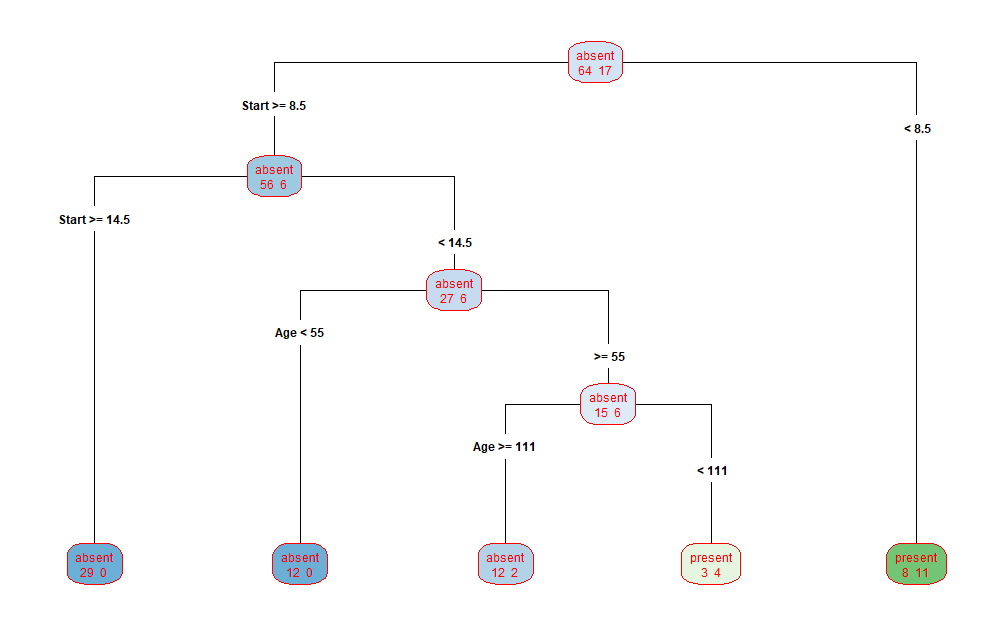 absent
64 17
Start >= 8.5
< 8.5
absent
56 6
Start >= 14.5
< 14.5
absent
27 6
Age < 55
>= 55
absent
15 6
Age >= 111
< 111
absent
29 0
absent
12 0
absent
12 2
present
3 4
present
8 11